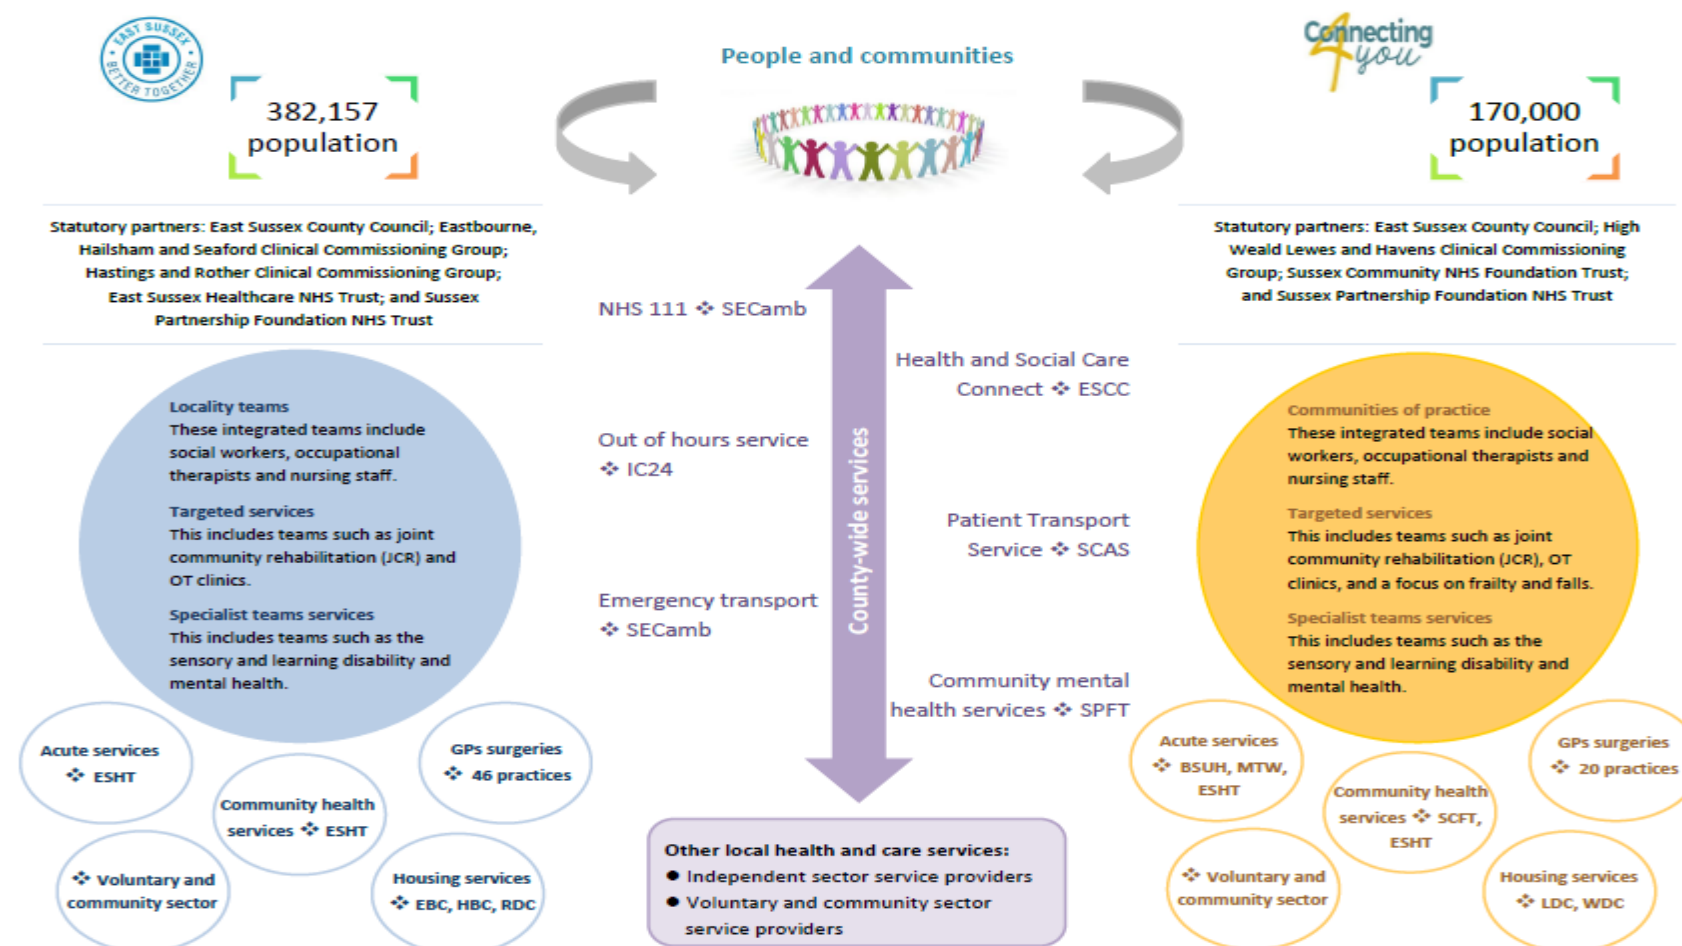 EAST SUSSEX
BETTER TOGETHER
382,157
population
Statutory partners: East Sussex County Council; Eastbourne,
Hailsham and Seaford Clinical Commissioning Group;
Hastings and Rother Clinical Commissioning Group;
East Sussex Healthcare NHS Trust; and Sussex
Partnership Foundation NHS Trust
Locality teams
These integrated teams include
social workers, occupational
therapists and nursing staff.
Targeted services
This includes teams such as joint
community rehabilitation (JCR) and
OT clinics.
Specialist teams services
This includes teams such as the
sensory and learning disability and
mental health.
Acute services
❖ ESHT
GPs surgeries
❖ 46 practices
Community health
services ❖ ESHT
❖ Voluntary and
community sector
Housing services
❖ EBC, HBC, RDC
People and communities
NHS 111 ❖ SECamb
Health and Social Care
Connect ❖ ESCC
Out of hours service
❖ IC24
Patient Transport
Service ❖ SCAS
Emergency transport
❖ SECamb
Community mental
health services ❖ SPFT
County-wide services
Other local health and care services:
● Independent sector service providers
● Voluntary and community sector
service providers
Connecting
4you
170,000
population
Statutory partners: East Sussex County Council; High
Weald Lewes and Havens Clinical Commissioning
Group; Sussex Community NHS Foundation Trust;
and Sussex Partnership Foundation NHS Trust
Communities of practice
These integrated teams include social
workers, occupational therapists and
nursing staff.
Targeted services
This includes teams such as joint
community rehabilitation (JCR), OT
clinics, and a focus on frailty and falls.
Specialist teams services
This includes teams such as the
sensory and learning disability and
mental health.
Acute services
❖ BSUH, MTW,
ESHT
GPs surgeries
❖ 20 practices
Community health
services ❖ SCFT,
ESHT
❖ Voluntary and
community sector
Housing services
❖ LDC, WDC